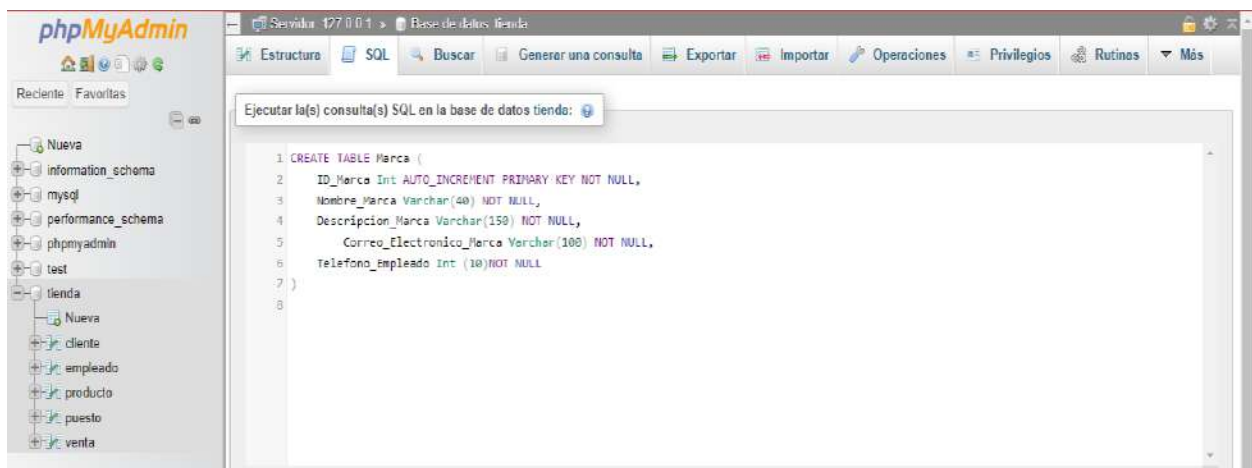 phpMyAdmin
Reciente Favoritas
Nueva
information_schema
mysql
performance_schema
phpmyadmin
test
tienda
Nueva
cliente
empleado
producto
puesto
venta
Servidor: 127.0.0.1 » Base de datos: tienda
Estructura SQL Buscar Generar una consulta Exportar Importar Operaciones Privilegios Rutinas Más
Ejecutar la(s) consulta(s) SQL en la base de datos tienda:
1 CREATE TABLE Marca (
2 ID_Marca Int AUTO_INCREMENT PRIMARY KEY NOT NULL,
3 Nombre_Marca Varchar(40) NOT NULL,
4 Descripcion_Marca Varchar(150) NOT NULL,
5 Correo_Electronico_Marca Varchar(100) NOT NULL,
6 Telefono_Empleado Int (10)NOT NULL
7 )
8